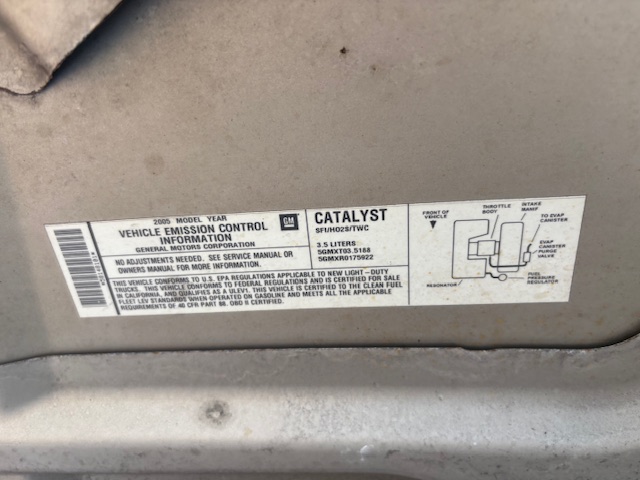 2005 MODEL YEAR
VEHICLE EMISSION CONTROL
INFORMATION
GENERAL MOTORS CORPORATION
GM
NO ADJUSTMENTS NEEDED. SEE SERVICE MANUAL OR
OWNERS MANUAL FOR MORE INFORMATION.
CATALYST
SFI/HO2S/TWC
3.5 LITERS
5GMXT03.5188
5GMXR0175922
THIS VEHICLE CONFORMS TO U.S. EPA REGULATIONS APPLICABLE TO NEW LIGHT-DUTY
TRUCKS. THIS VEHICLE CONFORMS TO FEDERAL REGULATIONS AND IS CERTIFIED FOR SALE
IN CALIFORNIA, AND QUALIFIES AS A ULEV1. THIS VEHICLE IS CERTIFIED TO THE CLEAN FUEL
FLEET LEV STANDARDS WHEN OPERATED ON GASOLINE AND MEETS ALL THE APPLICABLE
REQUIREMENTS OF 40 CFR PART 88. OBD II CERTIFIED.
FRONT OF
VEHICLE
THROTTLE
BODY
INTAKE
MANIF
TO EVAP
CANISTER
EVAP
CANISTER
PURGE
VALVE
FUEL
PRESSURE
REGULATOR
RESONATOR